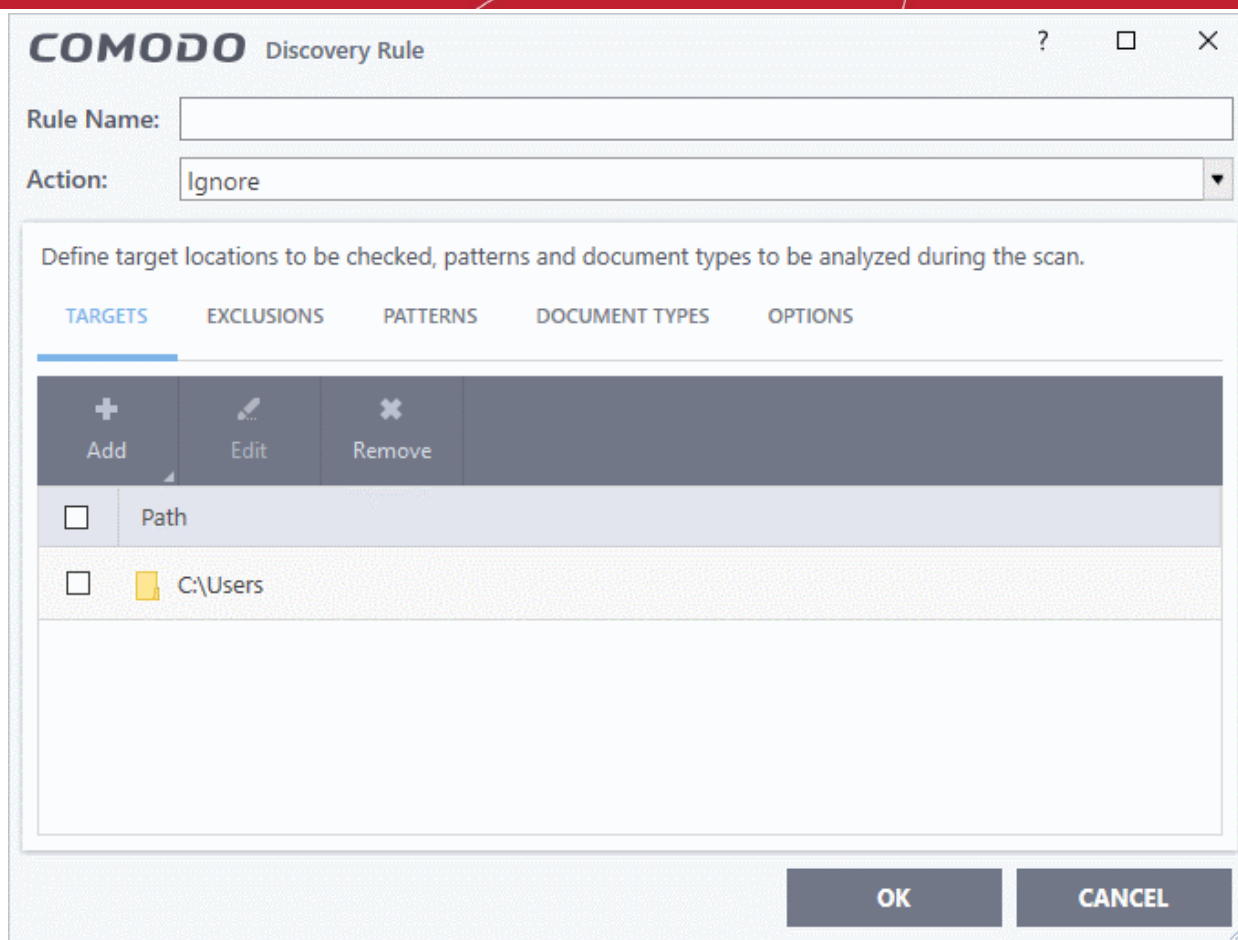 COMODO Discovery Rule ?
Rule Name:
Action: Ignore
Define target locations to be checked, patterns and document types to be analyzed during the scan.
TARGETS EXCLUSIONS PATTERNS DOCUMENT TYPES OPTIONS
Add Edit Remove
Path
C:\Users
OK CANCEL